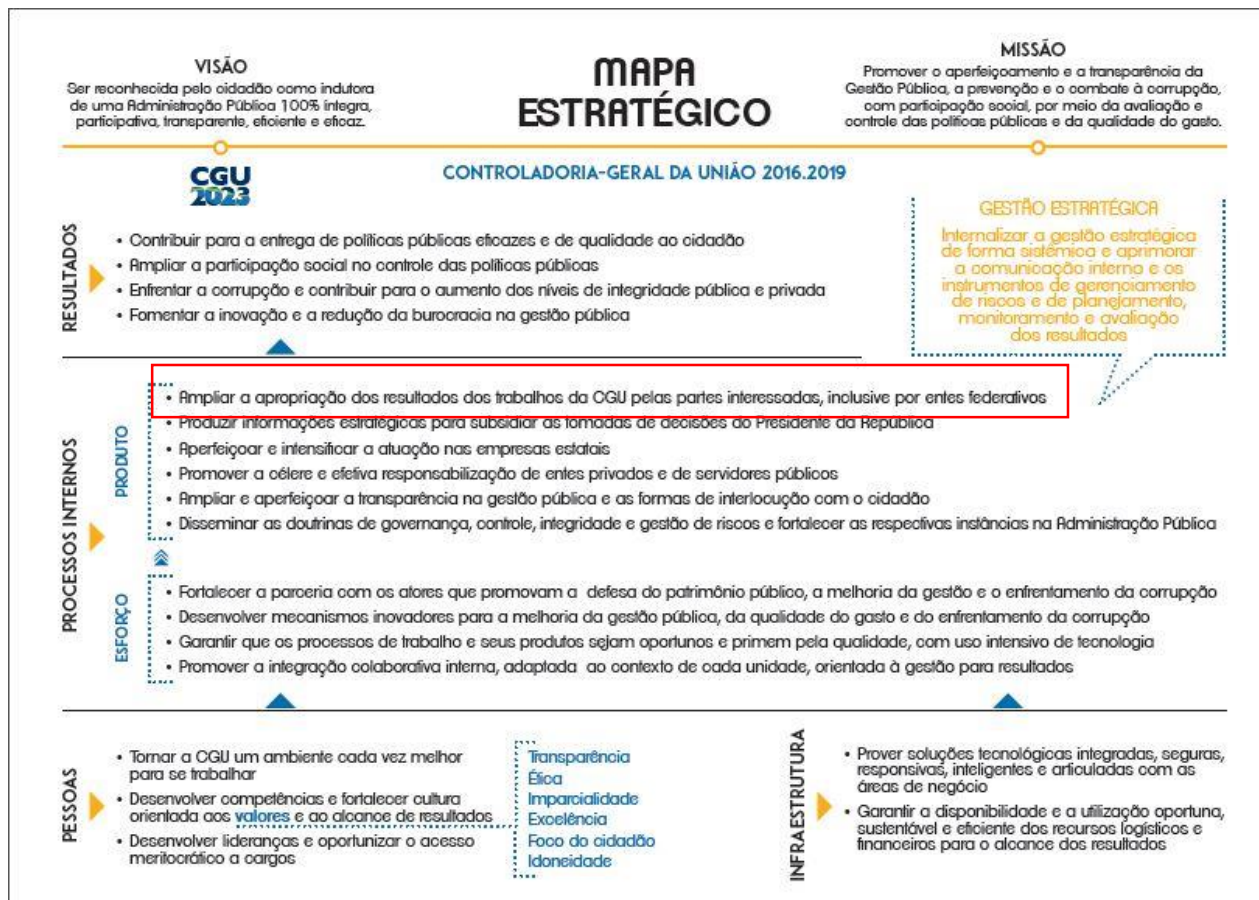 VISÃO
Ser reconhecida pelo cidadão como indutora
de uma Administração Pública 100% íntegra,
participativa, transparente, eficiente e eficaz.
MAPA
ESTRATÉGICO
MISSÃO
Promover o aperfeiçoamento e a transparência da
Gestão Pública, a prevenção e o combate à corrupção,
com participação social, por meio da avaliação e
controle das políticas públicas e da qualidade do gasto.
CGU
2023
CONTROLADORIA-GERAL DA UNIÃO 2016.2019
GESTÃO ESTRATÉGICA
Internalizar a gestão estratégica
de forma sistêmica e aprimorar
a comunicação interna e os
instrumentos de gerenciamento
de riscos e de planejamento,
monitoramento e avaliação
dos resultados
RESULTADOS
• Contribuir para a entrega de políticas públicas eficazes e de qualidade ao cidadão
• Ampliar a participação social no controle das políticas públicas
• Enfrentar a corrupção e contribuir para o aumento dos níveis de integridade pública e privada
• Fomentar a inovação e a redução da burocracia na gestão pública
PROCESSOS INTERNOS
PRODUTO
• Ampliar a apropriação dos resultados dos trabalhos da CGU pelas partes interessadas, inclusive por entes federativos
• Produzir informações estratégicas para subsidiar as tomadas de decisões do Presidente da República
• Aperfeiçoar e intensificar a atuação nas empresas estatais
• Promover a célere e efetiva responsabilização de entes privados e de servidores públicos
• Ampliar e aperfeiçoar a transparência na gestão pública e as formas de interlocução com o cidadão
• Disseminar as doutrinas de governança, controle, integridade e gestão de riscos e fortalecer as respectivas instâncias na Administração Pública
ESFORÇO
• Fortalecer a parceria com os atores que promovam a defesa do patrimônio público, a melhoria da gestão e o enfrentamento da corrupção
• Desenvolver mecanismos inovadores para a melhoria da gestão pública, da qualidade do gasto e do enfrentamento da corrupção
• Garantir que os processos de trabalho e seus produtos sejam oportunos e primem pela qualidade, com uso intensivo de tecnologia
• Promover a integração colaborativa interna, adaptada ao contexto de cada unidade, orientada à gestão para resultados
PESSOAS
• Tornar a CGU um ambiente cada vez melhor
para se trabalhar
• Desenvolver competências e fortalecer cultura
orientada aos valores e ao alcance de resultados
• Desenvolver lideranças e oportunizar o acesso
meritocrático a cargos
Transparência
Ética
Imparcialidade
Excelência
Foco do cidadão
Idoneidade
INFRAESTRUTURA
• Prover soluções tecnológicas integradas, seguras,
responsivas, inteligentes e articuladas com as
áreas de negócio
• Garantir a disponibilidade e a utilização oportuna,
sustentável e eficiente dos recursos logísticos e
financeiros para o alcance dos resultados